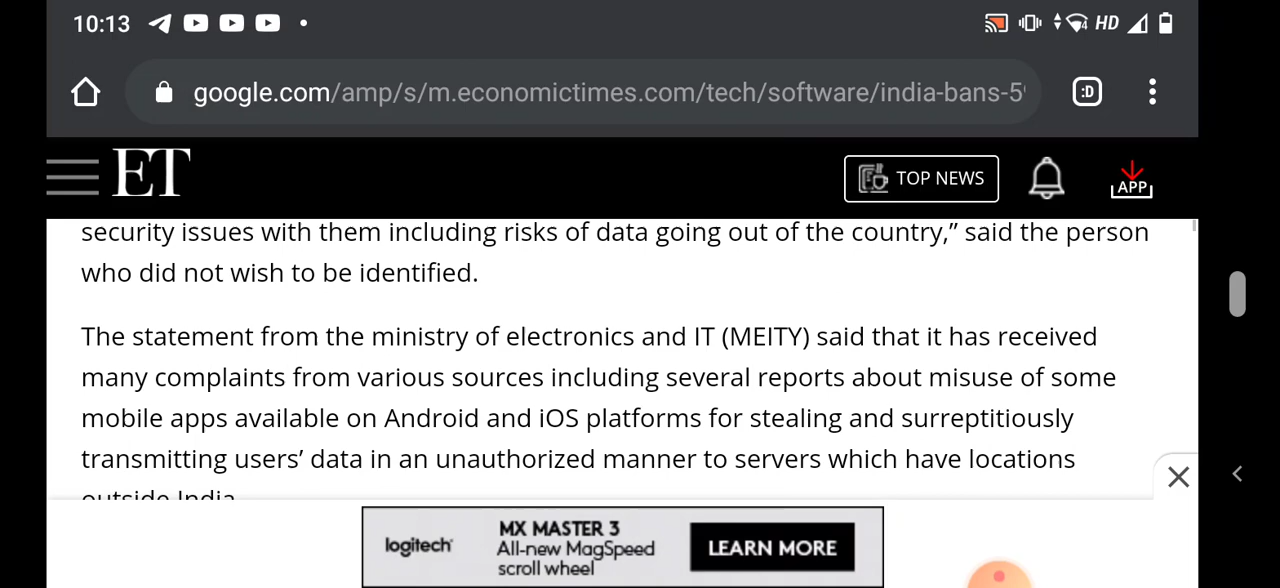 10:13
HD
google.com/amp/s/m.economictimes.com/tech/software/india-bans-5
:D
ET
TOP NEWS
APP
security issues with them including risks of data going out of the country,” said the person
who did not wish to be identified.
The statement from the ministry of electronics and IT (MEITY) said that it has received
many complaints from various sources including several reports about misuse of some
mobile apps available on Android and iOS platforms for stealing and surreptitiously
transmitting users’ data in an unauthorized manner to servers which have locations
outside India
logitech
MX MASTER 3
All-new MagSpeed
scroll wheel
LEARN MORE